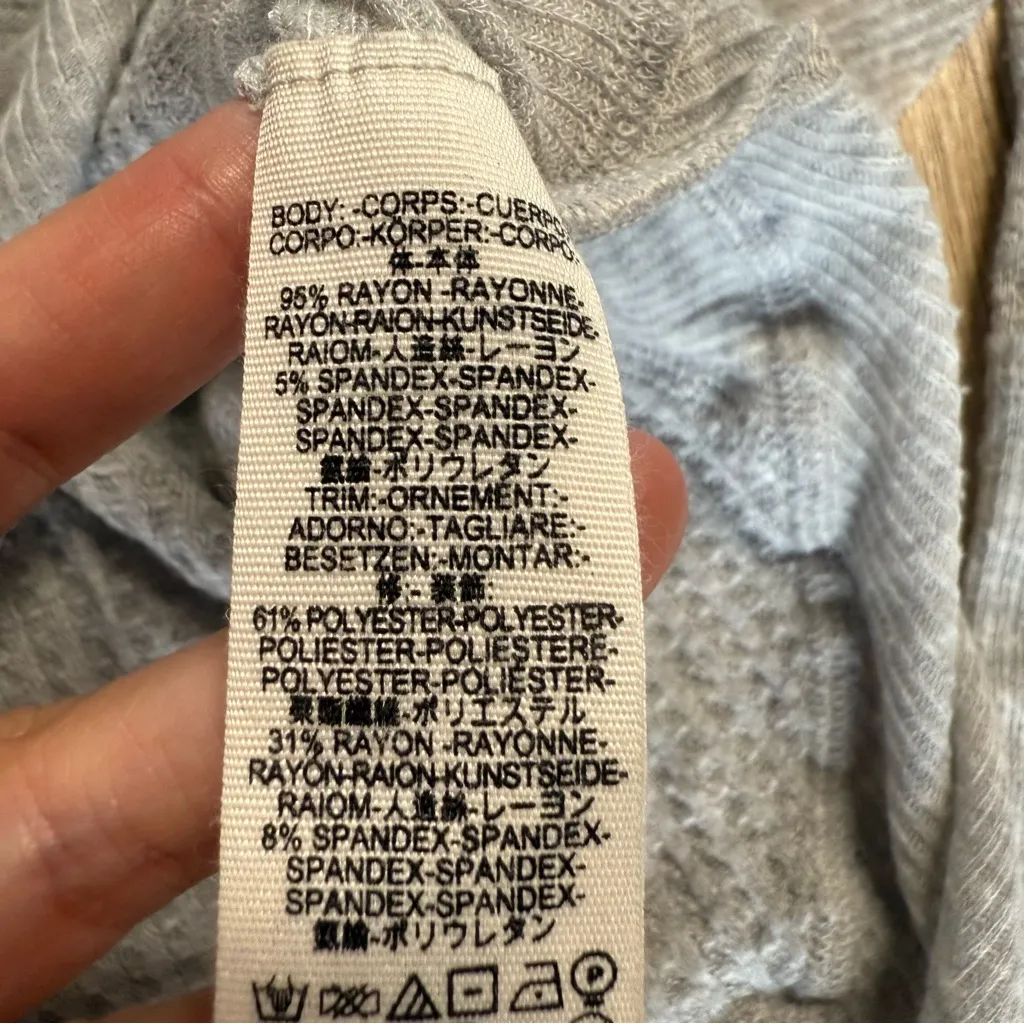 BODY:-CORPS:-CUERPO
CORPO:-KÖRPER:-CORPO:
体-本体
95% RAYON -RAYONNE-
RAYON-RAION-KUNSTSEIDE-
RAIOM-人造絲-レーヨン
5% SPANDEX-SPANDEX-
SPANDEX-SPANDEX-
SPANDEX-SPANDEX-
-ポリウレタン
TRIM:-ORNEMENT:-
ADORNO:-TAGLIARE:-
BESETZEN:-MONTAR:-
修:- 装飾
61% POLYESTER-POLYESTER-
POLIESTER-POLIESTERE-
POLYESTER-POLIESTER-
聚酯纖維-ポリエステル
31% RAYON -RAYONNE-
RAYON-RAION-KUNSTSEIDE-
RAIOM-人造絲-レーヨン
8% SPANDEX-SPANDEX-
SPANDEX-SPANDEX-
SPANDEX-SPANDEX-
-ポリウレタン
P